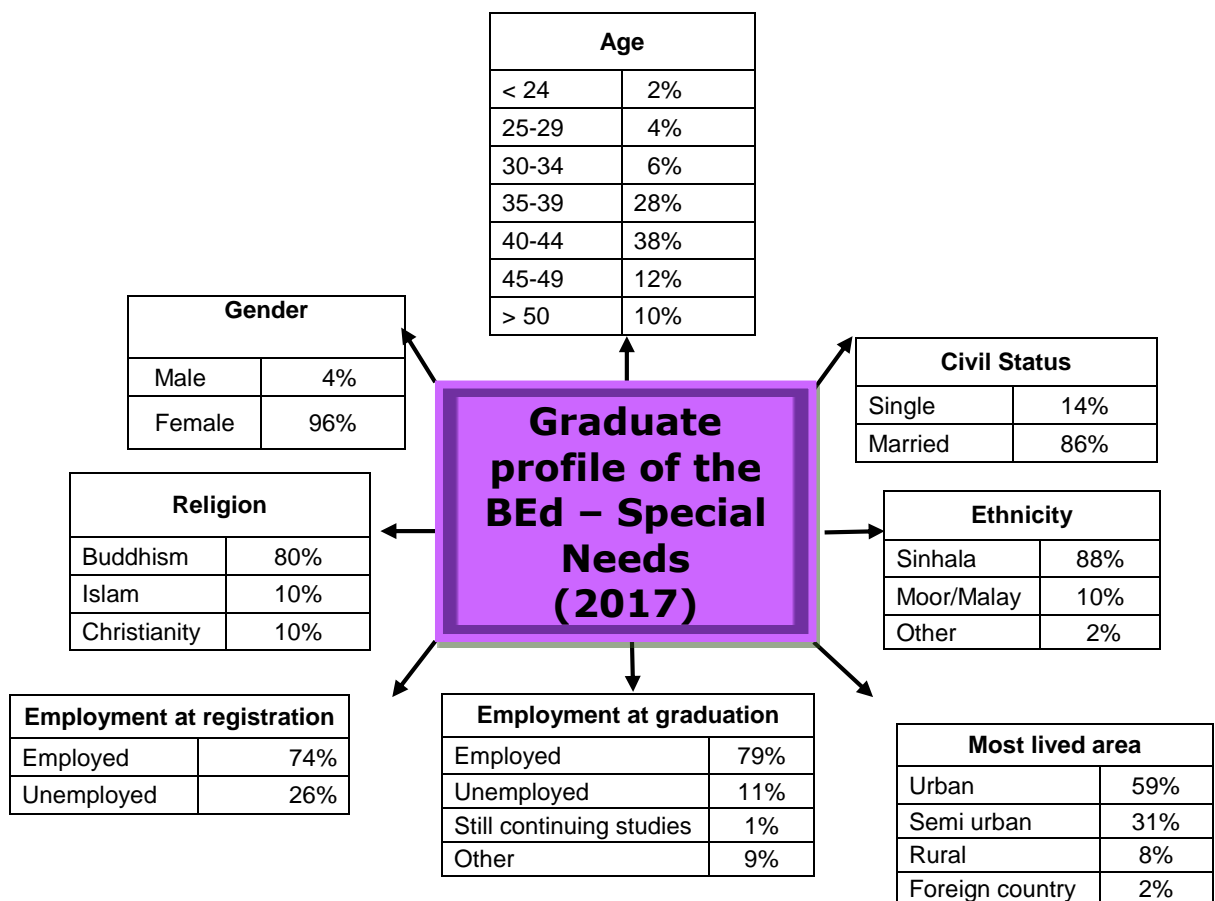 Age
< 24 2%
25-29 4%
30-34 6%
35-39 28%
40-44 38%
45-49 12%
> 50 10%
Gender
Male 4%
Female 96%
Civil Status
Single 14%
Married 86%
Graduate
profile of the
BEd – Special
Needs
(2017)
Religion
Buddhism 80%
Islam 10%
Christianity 10%
Ethnicity
Sinhala 88%
Moor/Malay 10%
Other 2%
Employment at registration
Employed 74%
Unemployed 26%
Employment at graduation
Employed 79%
Unemployed 11%
Still continuing studies 1%
Other 9%
Most lived area
Urban 59%
Semi urban 31%
Rural 8%
Foreign country 2%